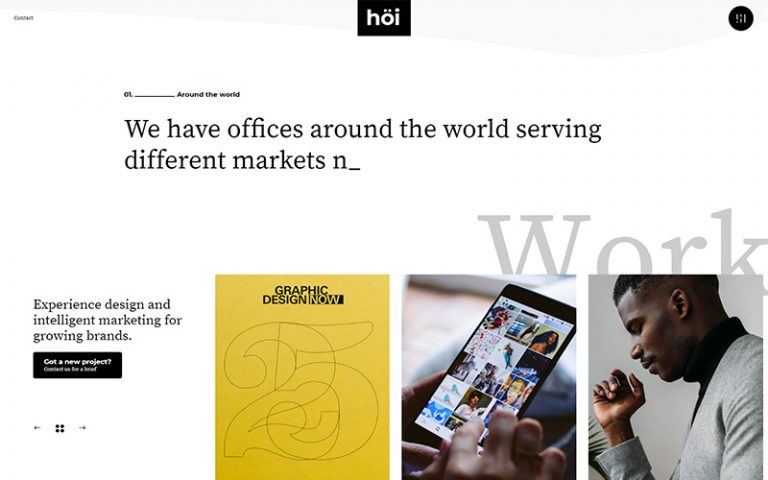 Contact
höi
01. Around the world
We have offices around the world serving
different markets n_
Work
Experience design and
intelligent marketing for
growing brands.
Got a new project?
Contact us for a brief
GRAPHIC
DESIGN NOW